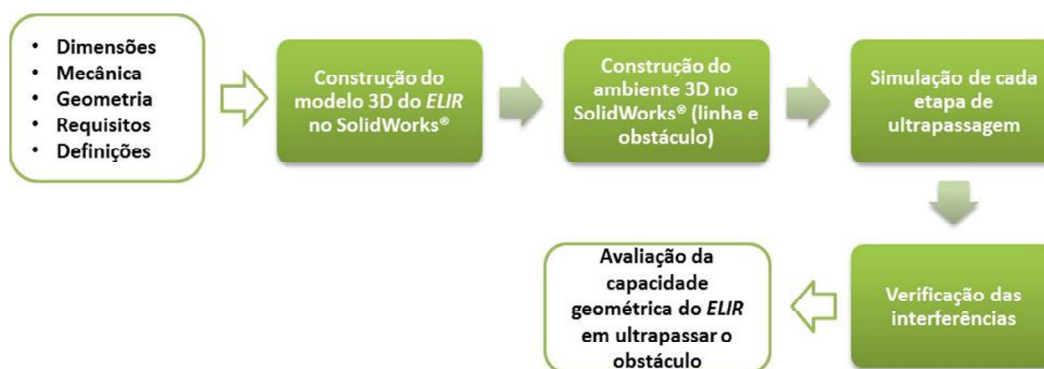 • Dimensões
• Mecânica
• Geometria
• Requisitos
• Definições
Construção do
modelo 3D do ELIR
no SolidWorks®
Construção do
ambiente 3D no
SolidWorks® (linha e
obstáculo)
Simulação de cada
etapa de
ultrapassagem
Verificação das
interferências
Avaliação da
capacidade
geométrica do ELIR
em ultrapassar o
obstáculo